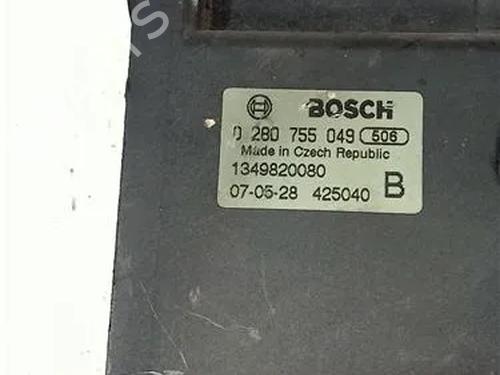 BOSCH
0 280 755 049 506
Made in Czech Republic
1349820080
07-05-28 425040 B